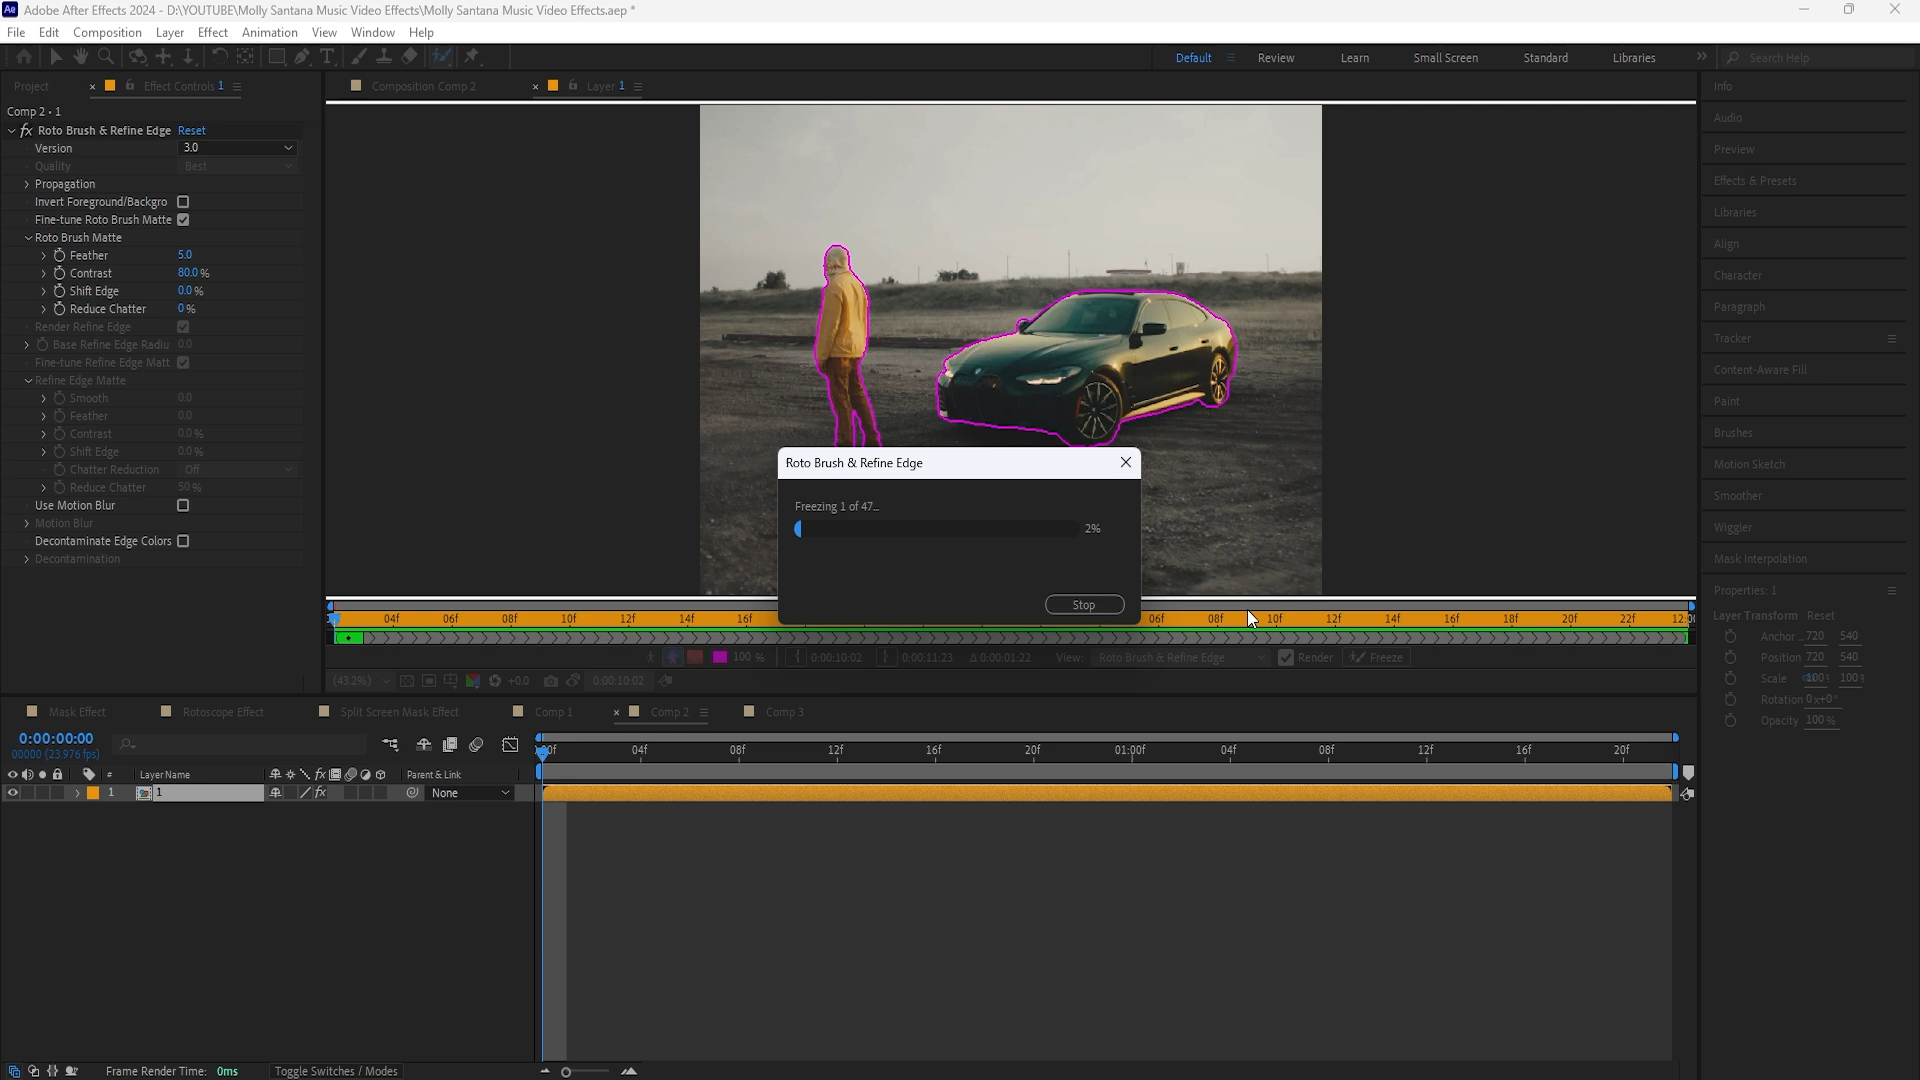 Ae Adobe After Effects 2024 - D:\YOUTUBE\Molly Santana Music Video Effects\Molly Santana Music Video Effects.aep *
File Edit Composition Layer Effect Animation View Window Help
Default Review Learn Small Screen Standard Libraries Search Help
Project Effect Controls 1 Composition Comp 2 Layer 1 Info
Comp 2 • 1
fx Roto Brush & Refine Edge Reset
Version 3.0
Quality Best
Propagation
Invert Foreground/Backgro
Fine-tune Roto Brush Matte
Roto Brush Matte
Feather 5.0
Contrast 80.0 %
Shift Edge 0.0 %
Reduce Chatter 0 %
Render Refine Edge
Base Refine Edge Radiu 0.0
Fine-tune Refine Edge Matt
Refine Edge Matte
Smooth 0.0
Feather 0.0
Contrast 0.0 %
Shift Edge 0.0 %
Chatter Reduction Off
Reduce Chatter 50 %
Use Motion Blur
Motion Blur
Decontaminate Edge Colors
Decontamination
Roto Brush & Refine Edge
Freezing 1 of 47...
2%
Stop
04f 06f 08f 10f 12f 14f 16f 06f 08f 10f 12f 14f 16f 18f 20f 22f
100 % 0:00:10:02 0:00:11:23 Δ 0:00:01:22 View: Roto Brush & Refine Edge Render Freeze
(43.2%) +0.0 0:00:10:02
Audio
Preview
Effects & Presets
Libraries
Align
Character
Paragraph
Tracker
Content-Aware Fill
Paint
Brushes
Motion Sketch
Smoother
Wiggler
Mask Interpolation
Properties: 1
Layer Transform Reset
Anchor 720 540
Position 720 540
Scale 100 100
Rotation 0x+0°
Opacity 100 %
Mask Effect Rotoscope Effect Split Screen Mask Effect Comp 1 Comp 2 Comp 3
0:00:00:00
00000 (23.976 fps)
04f 08f 12f 16f 20f 01:00f 04f 08f 12f 16f 20f
# Layer Name fx Parent & Link
1 1 fx None
Frame Render Time: 0ms Toggle Switches / Modes